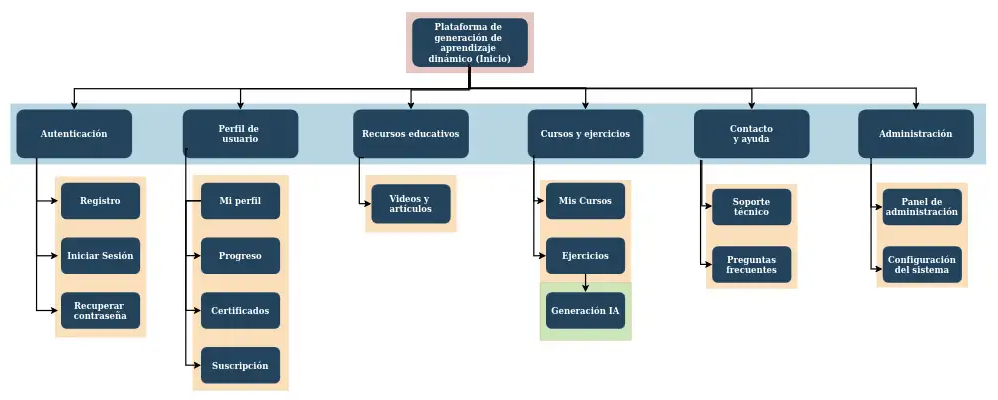 Plataforma de
generación de
aprendizaje
dinámico (Inicio)
Autenticación
Perfil de
usuario
Recursos educativos
Cursos y ejercicios
Contacto
y ayuda
Administración
Registro
Iniciar Sesión
Recuperar
contraseña
Mi perfil
Progreso
Certificados
Suscripción
Videos y
artículos
Mis Cursos
Ejercicios
Generación IA
Soporte
técnico
Preguntas
frecuentes
Panel de
administración
Configuración
del sistema